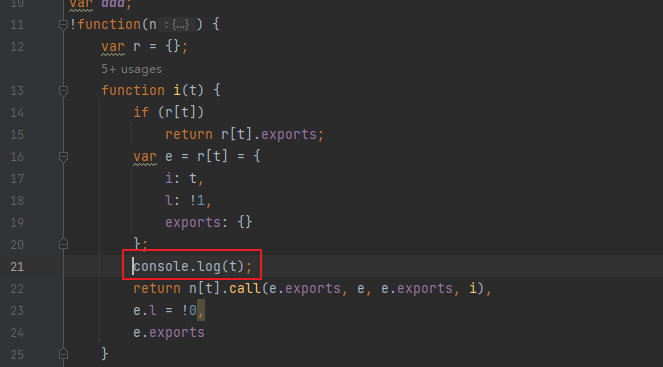 10 var ddd;
11 !function(n :{...} ) {
12 var r = {};
5+ usages
13 function i(t) {
14 if (r[t])
15 return r[t].exports;
16 var e = r[t] = {
17 i: t,
18 l: !1,
19 exports: {}
20 };
21 console.log(t);
22 return n[t].call(e.exports, e, e.exports, i),
23 e.l = !0,
24 e.exports
25 }